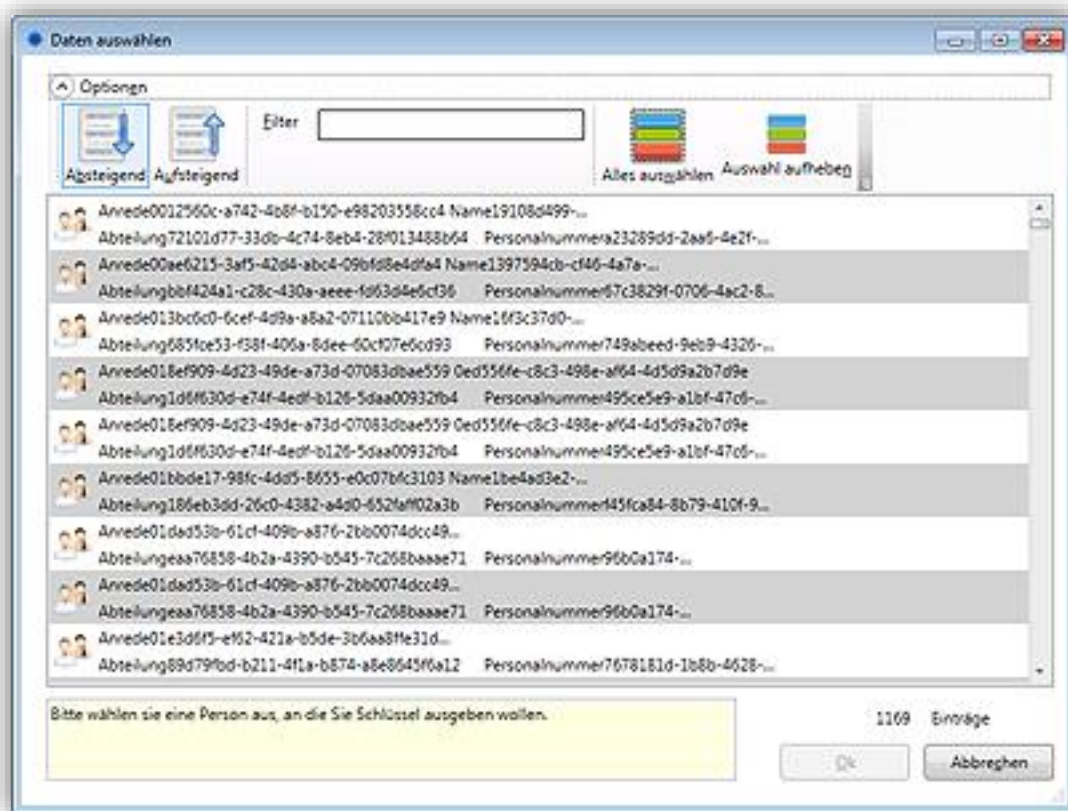 Daten auswählen
Optionen
Absteigend
Aufsteigend
Filter
Alles auswählen
Auswahl aufheben
Anrede0012560c-a742-4b8f-b150-e98203558cc4 Name19108d499-...
Abteilung72101d77-33db-4c74-8eb4-28f013488b64 Personalnummera23289dd-2aa6-4e2f-...
Anrede00ae6215-3af5-42d4-abc4-09bfd8e4dfa4 Name1397594cb-cf46-4a7a-...
Abteilungbbf424a1-c28c-430a-aeee-fd63d4e6cf36 Personalnummer67c3829f-0706-4ac2-8...
Anrede013bc6c0-6cef-4d9a-a8a2-07110bb417e9 Name16f3c37d0-...
Abteilung685fce53-f38f-406a-8dee-60cf07e6cd93 Personalnummer749abeed-9eb9-4326-...
Anrede018ef909-4d23-49de-a73d-07083dbae559 0ed556fe-c8c3-498e-af64-4d5d9a2b7d9e
Abteilung1d6f630d-e74f-4edf-b126-5daa00932fb4 Personalnummer495ce5e9-a1bf-47c6-...
Anrede018ef909-4d23-49de-a73d-07083dbae559 0ed556fe-c8c3-498e-af64-4d5d9a2b7d9e
Abteilung1d6f630d-e74f-4edf-b126-5daa00932fb4 Personalnummer495ce5e9-a1bf-47c6-...
Anrede01bbde17-98fc-4dd5-8655-e0c07bfc3103 Name1be4ad3e2-...
Abteilung186eb3dd-26c0-4382-a4d0-652faff02a3b Personalnummerf45fca84-8b79-410f-9...
Anrede01dad53b-61cf-409b-a876-2bb0074dcc49...
Abteilungeaa76858-4b2a-4390-b545-7c268baaae71 Personalnummer96b0a174-...
Anrede01dad53b-61cf-409b-a876-2bb0074dcc49...
Abteilungeaa76858-4b2a-4390-b545-7c268baaae71 Personalnummer96b0a174-...
Anrede01e3d6f5-ef62-421a-b5de-3b6aa8ffe31d...
Abteilung89d79fbd-b211-4f1a-b874-a8e8645f6a12 Personalnummer7678181d-1b8b-4628-...
Bitte wählen sie eine Person aus, an die Sie Schlüssel ausgeben wollen.
1169 Einträge
Ok
Abbrechen